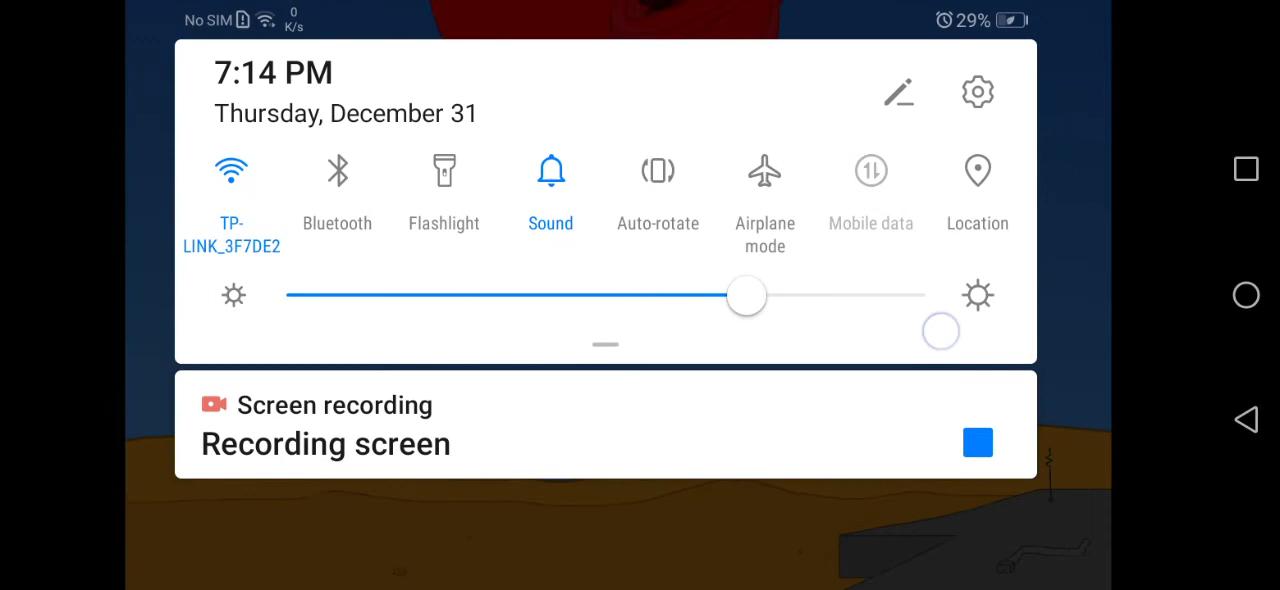 No SIM
0
K/s
29%
7:14 PM
Thursday, December 31
TP-
LINK_3F7DE2
Bluetooth
Flashlight
Sound
Auto-rotate
Airplane
mode
Mobile data
Location
Screen recording
Recording screen